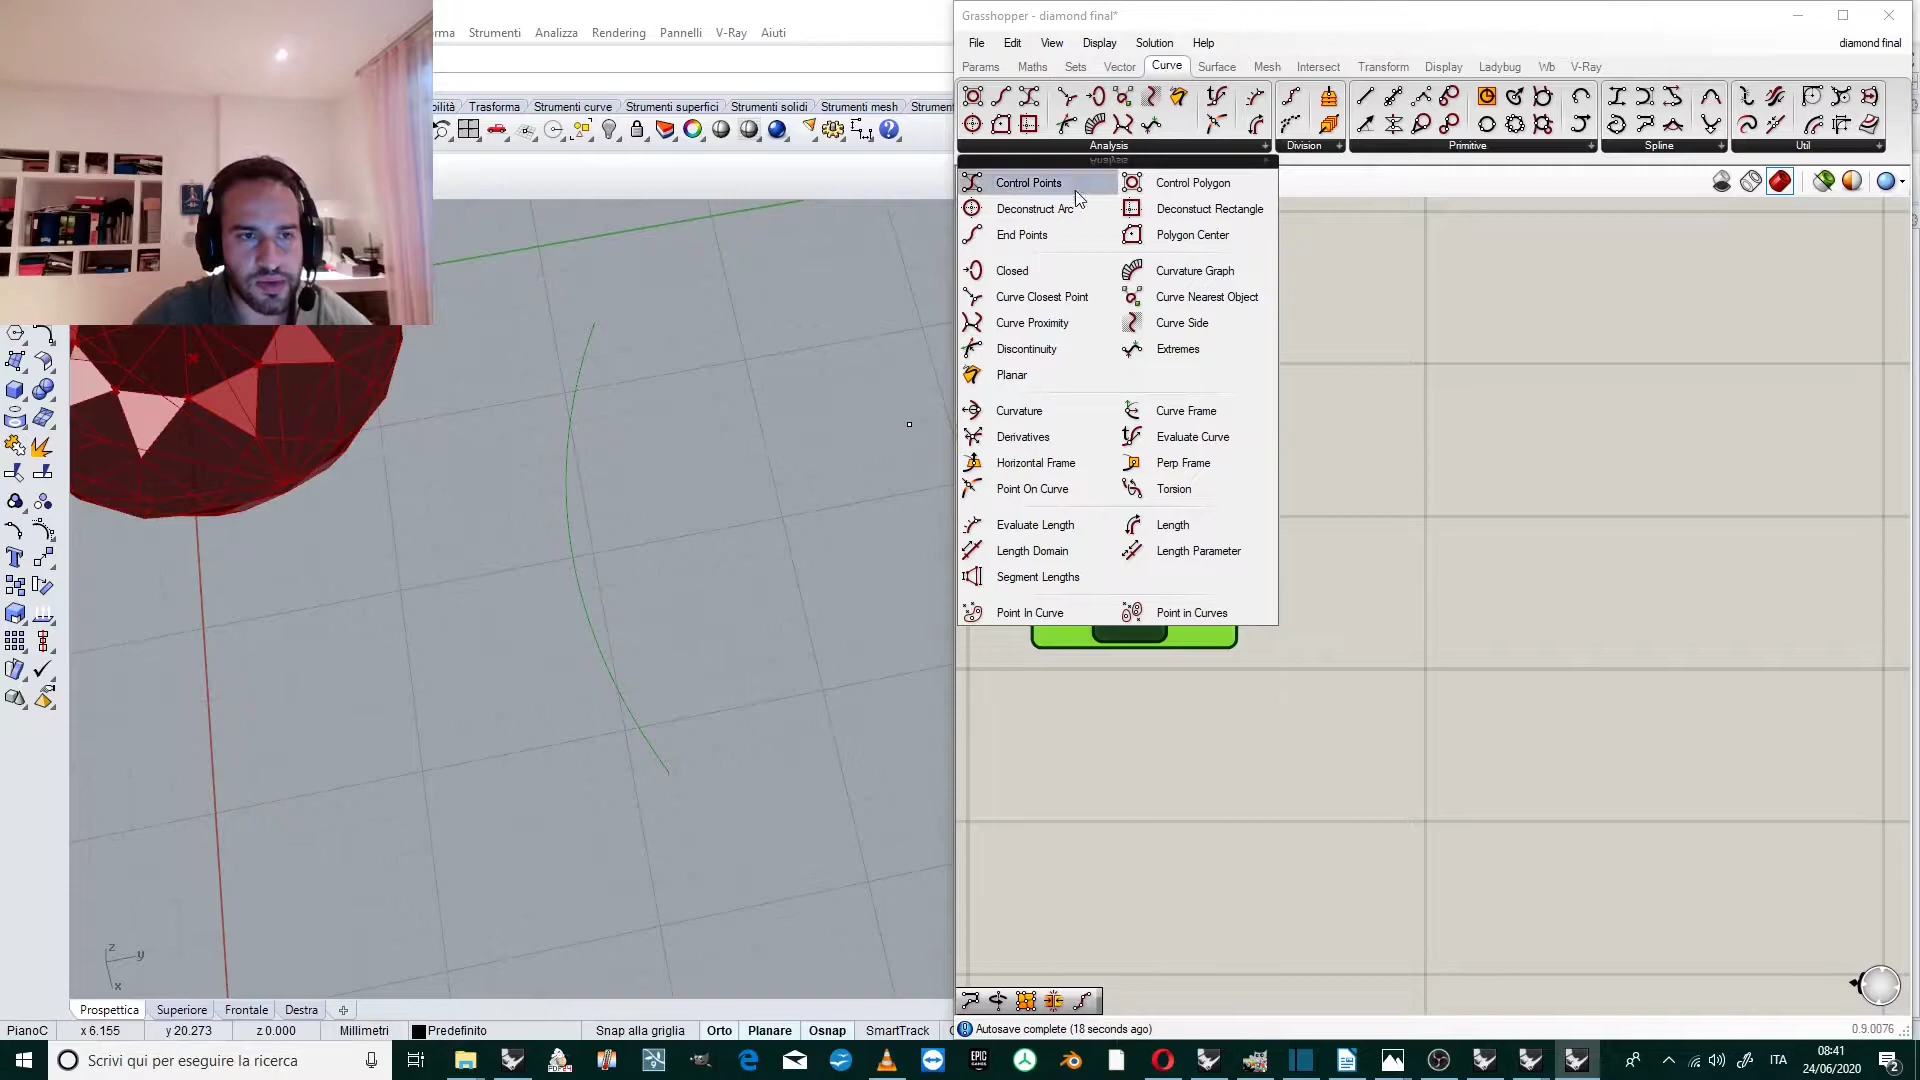 rma Strumenti Analizza Rendering Pannelli V-Ray Aiuti
bilità Trasforma Strumenti curve Strumenti superfici Strumenti solidi Strumenti mesh Strumen
Grasshopper - diamond final*
File Edit View Display Solution Help diamond final
Params Maths Sets Vector Curve Surface Mesh Intersect Transform Display Ladybug Wb V-Ray
Analysis Division Primitive Spline Util
Analysis
Control Points Control Polygon
Deconstruct Arc Deconstuct Rectangle
End Points Polygon Center
Closed Curvature Graph
Curve Closest Point Curve Nearest Object
Curve Proximity Curve Side
Discontinuity Extremes
Planar
Curvature Curve Frame
Derivatives Evaluate Curve
Horizontal Frame Perp Frame
Point On Curve Torsion
Evaluate Length Length
Length Domain Length Parameter
Segment Lengths
Point In Curve Point in Curves
z
y
x
Prospettica Superiore Frontale Destra
PianoC x 6.155 y 20.273 z 0.000 Millimetri Predefinito Snap alla griglia Orto Planare Osnap SmartTrack
Autosave complete (18 seconds ago) 0.9.0076
Scrivi qui per eseguire la ricerca
EPIC GAMES
ITA
08:41
24/06/2020
2